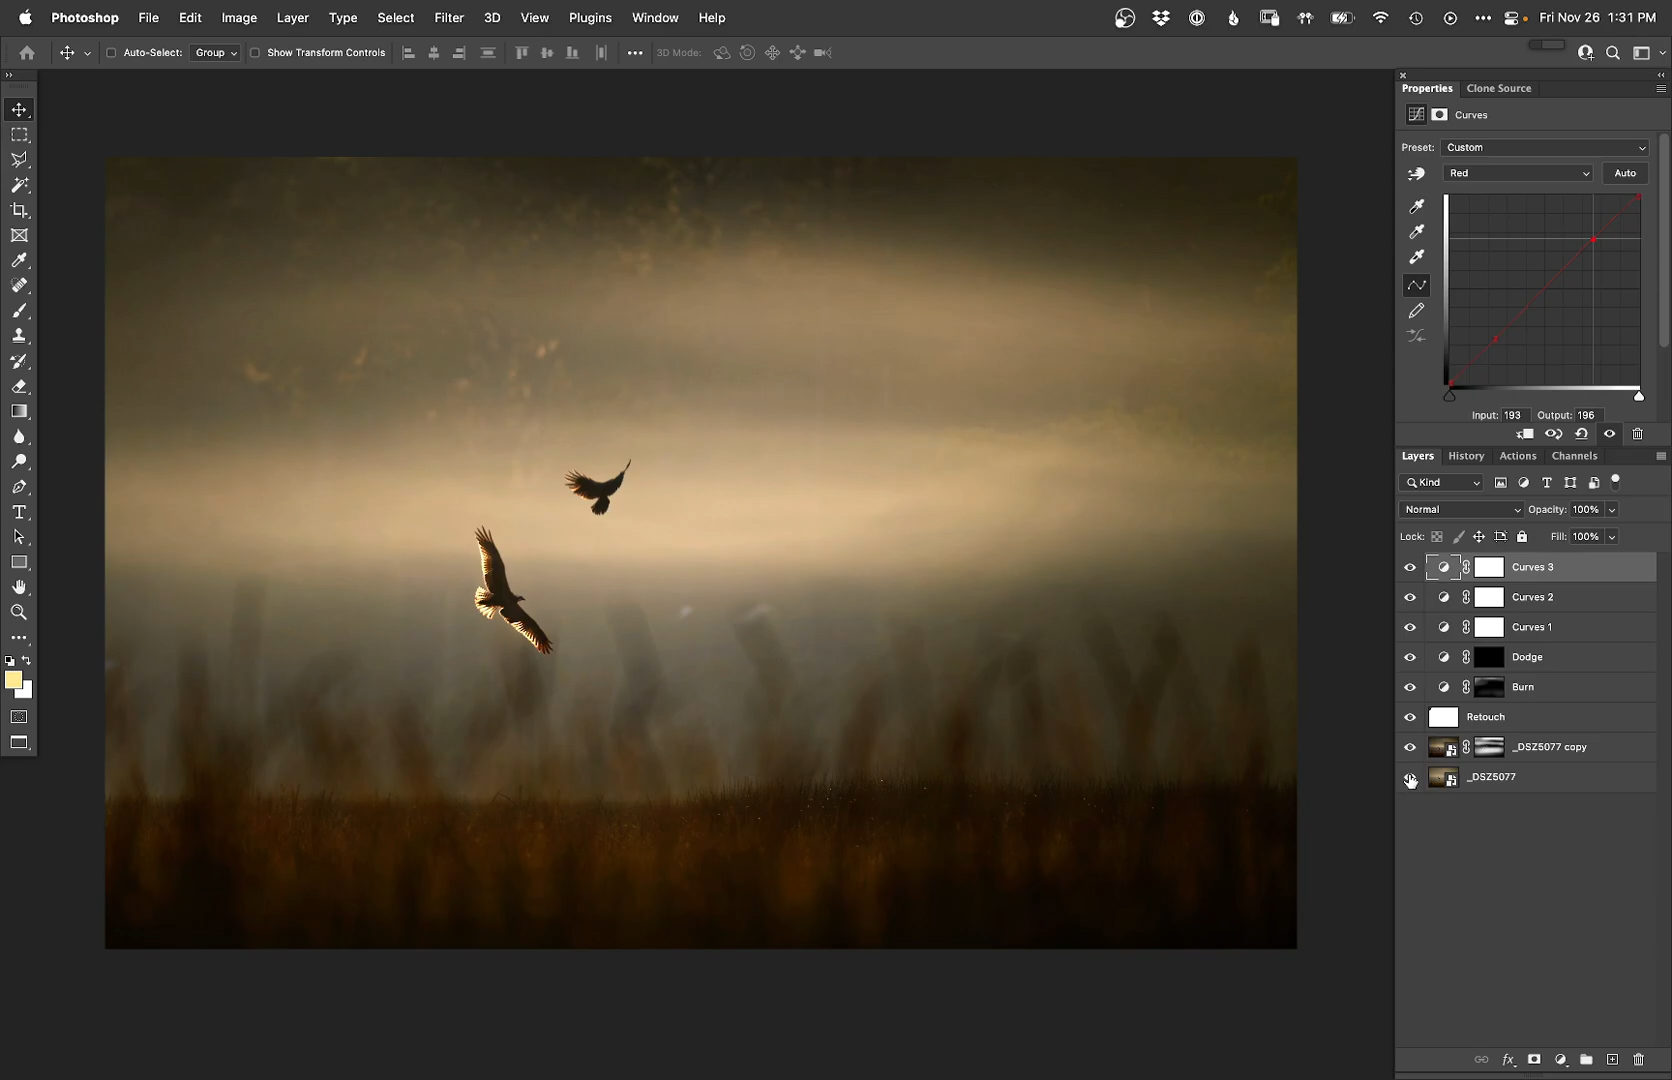 Photoshop File Edit Image Layer Type Select Filter 3D View Plugins Window Help Fri Nov 26 1:31 PM
Auto-Select: Group Show Transform Controls 3D Mode:
Properties Clone Source
Curves
Preset: Custom
Red Auto
Input: 193 Output: 196
Layers History Actions Channels
Kind
Normal Opacity: 100%
Lock: Fill: 100%
Curves 3
Curves 2
Curves 1
Dodge
Burn
Retouch
_DSZ5077 copy
_DSZ5077